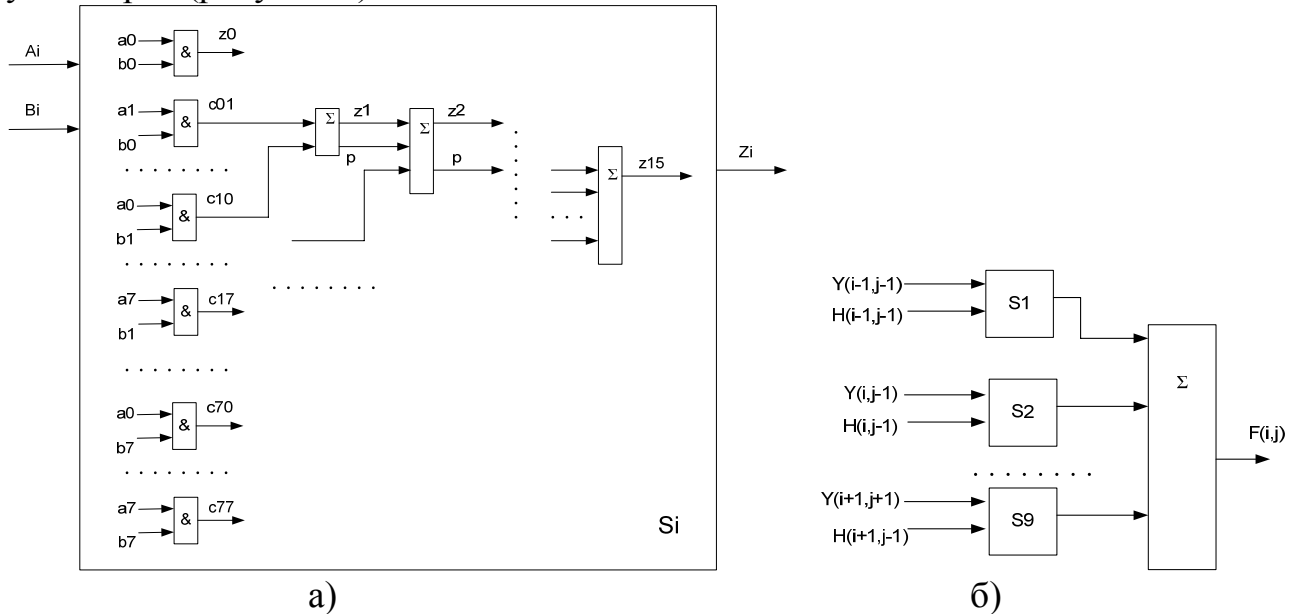 Ai
Bi
a0
b0
&
z0
a1
b0
&
c01
Σ
z1
p
Σ
z2
p
Σ
z15
Zi
. . . . . . . .
a0
b1
&
c10
. . . . . . . .
a7
b1
&
c17
. . . . . . . .
. . . . . . . .
a0
b7
&
c70
. . . . . . . .
a7
b7
&
c77
Si
а)
Y(i-1,j-1)
H(i-1,j-1)
S1
Y(i,j-1)
H(i,j-1)
S2
. . . . . . . .
Y(i+1,j+1)
H(i+1,j-1)
S9
Σ
F(i,j)
б)